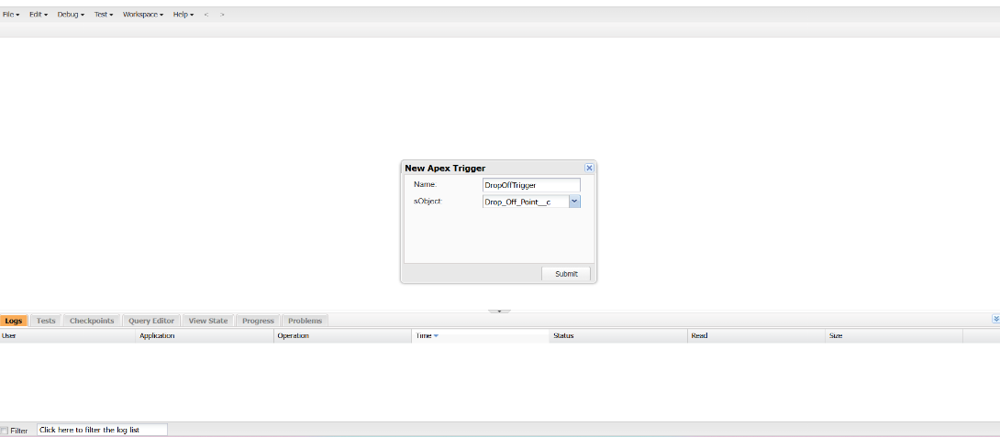 File Edit Debug Test Workspace Help < >
New Apex Trigger
Name: DropOffTrigger
sObject: Drop_Off_Point__c
Submit
Logs Tests Checkpoints Query Editor View State Progress Problems
User Application Operation Time Status Read Size
Filter Click here to filter the log list